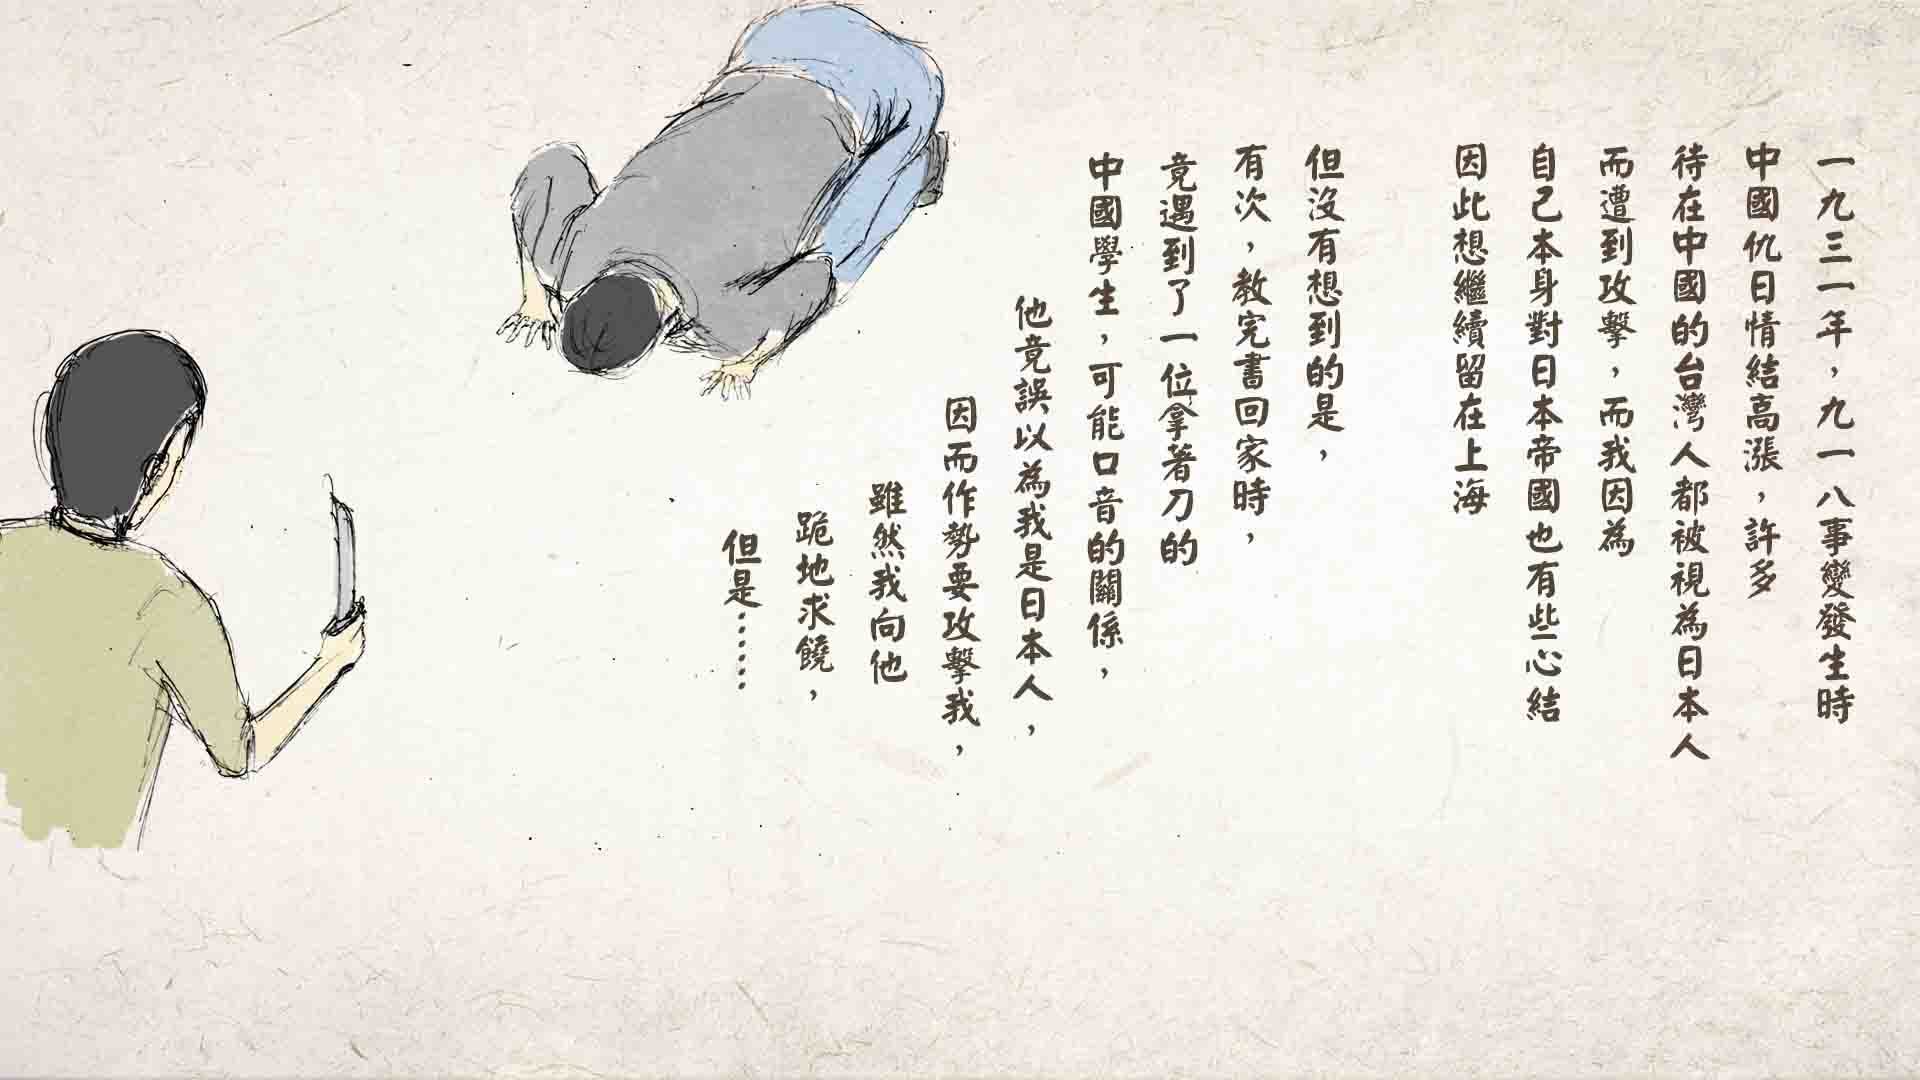 一九三一年，九一八事變發生時
中國仇日情結高漲，許多
待在中國的台灣人都被視為日本人
而遭到攻擊，而我因為
自己本身對日本帝國也有些心結
因此想繼續留在上海
但沒有想到的是，
有次，教完書回家時，
竟遇到了一位拿著刀的
中國學生，可能口音的關係，
他竟誤以為我是日本人，
因而作勢要攻擊我，
雖然我向他
跪地求饒，
但是……